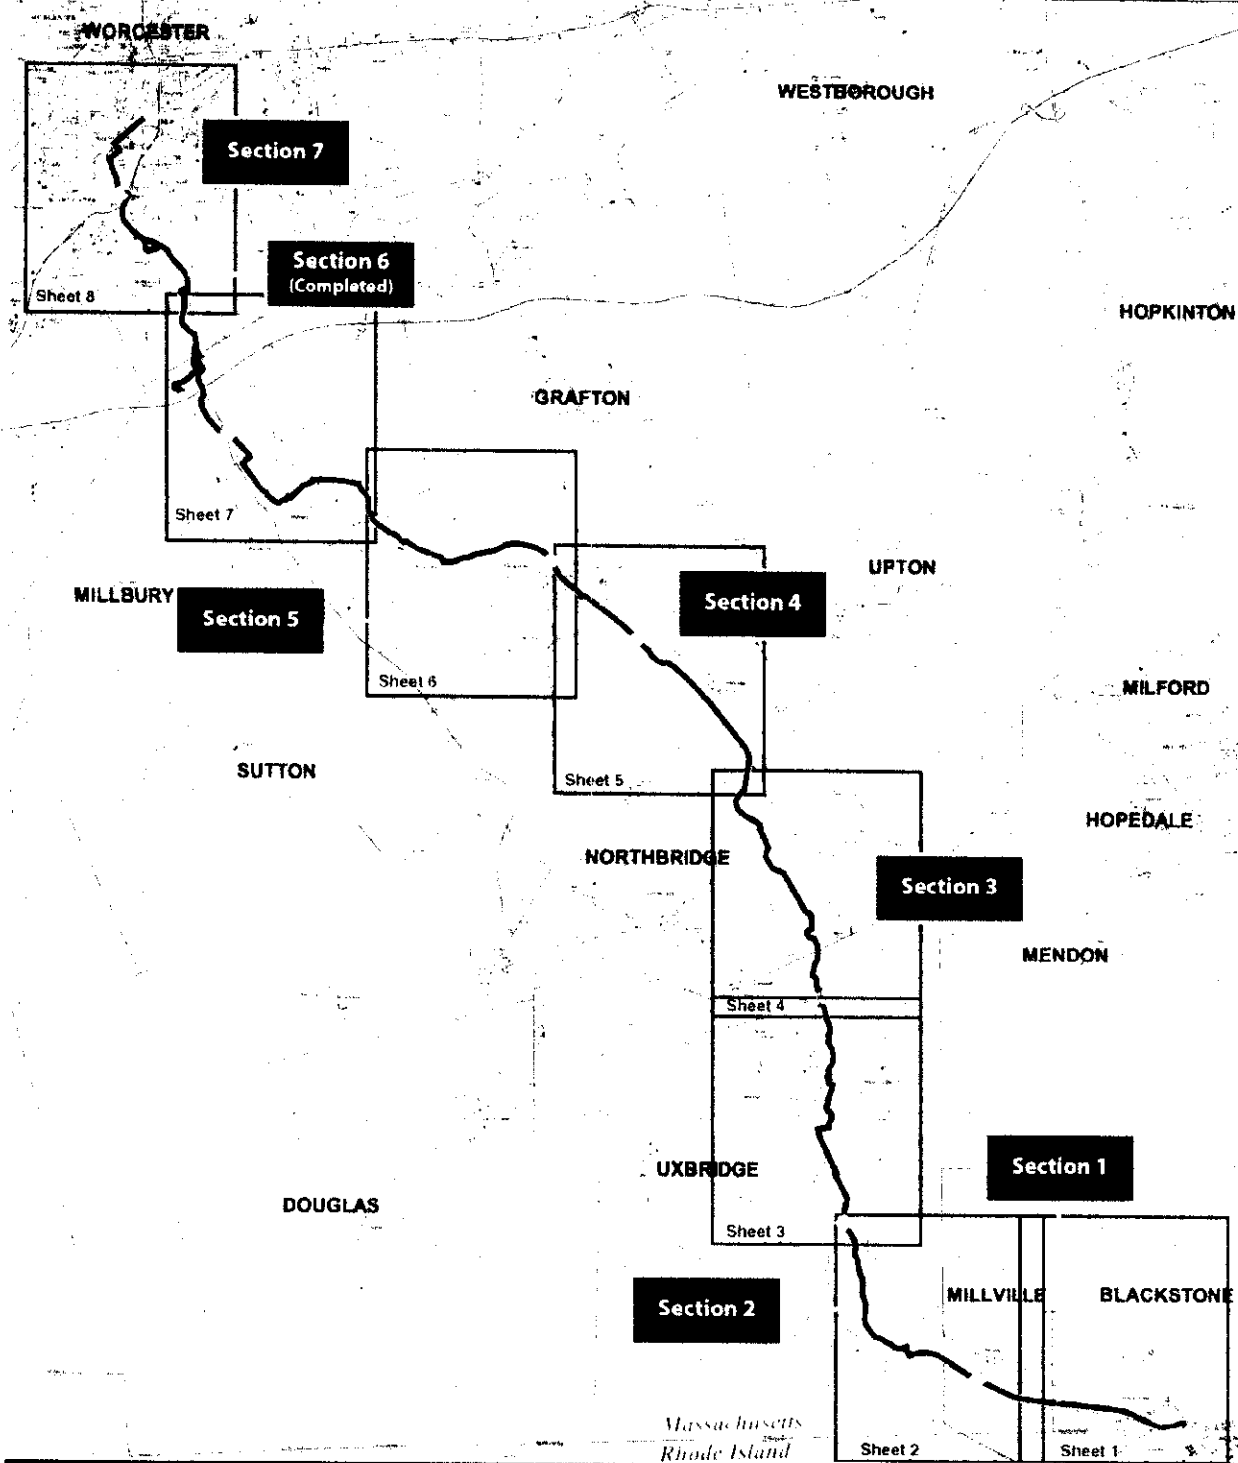 WORCESTER
WESTBOROUGH
Section 7
Section 6
(Completed)
Sheet 8
HOPKINTON
GRAFTON
Sheet 7
UPTON
MILLBURY
Section 5
Section 4
Sheet 6
MILFORD
SUTTON
Sheet 5
HOPEDALE
NORTHBRIDGE
Section 3
MENDON
Sheet 4
UXBRIDGE
Section 1
DOUGLAS
Sheet 3
MILLVILLE
BLACKSTONE
Section 2
Massachusetts
Rhode Island
Sheet 2
Sheet 1